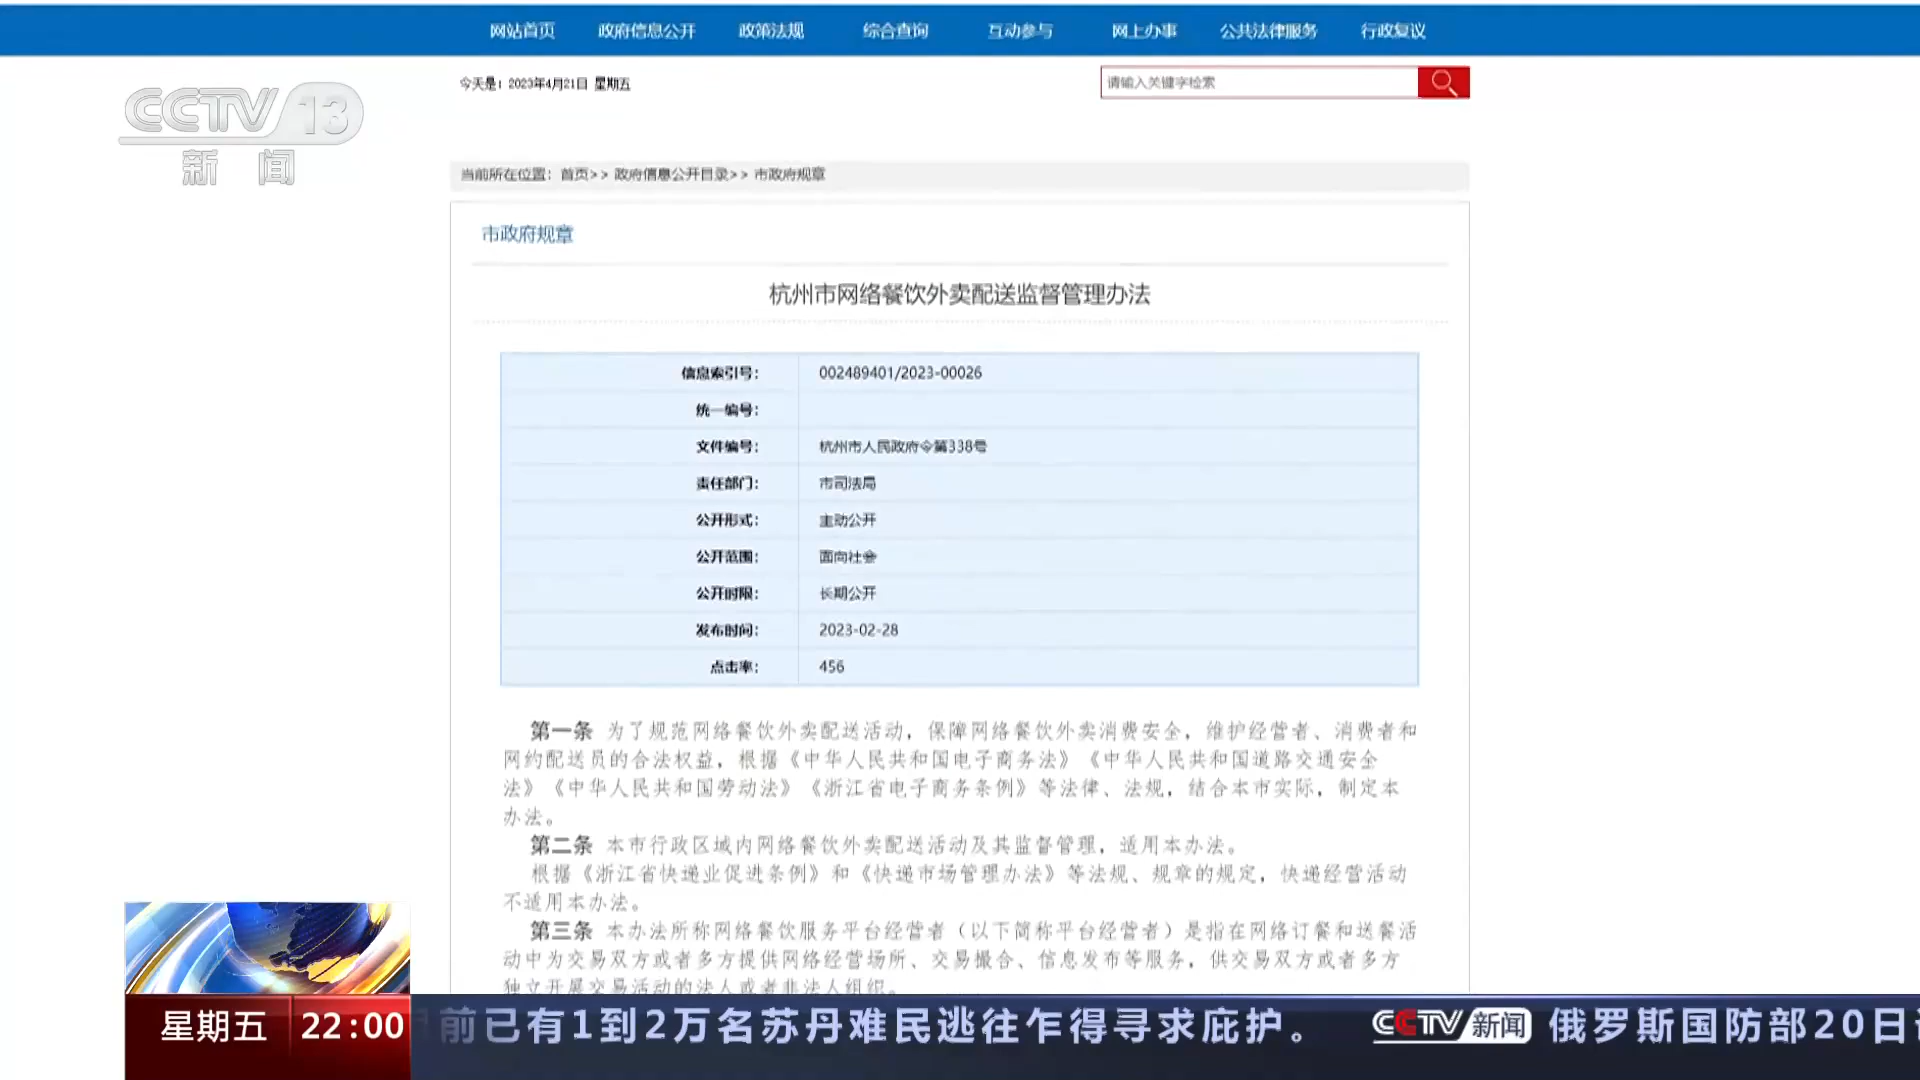 网站首页 政府信息公开 政策法规 综合查询 互动参与 网上办事 公共法律服务 行政复议
今天是：2023年4月21日 星期五
请输入关键字检索
CCTV 13
新闻
当前所在位置：首页>> 政府信息公开目录>> 市政府规章
市政府规章
杭州市网络餐饮外卖配送监督管理办法
信息索引号： 002489401/2023-00026
统一编号：
文件编号： 杭州市人民政府令第338号
责任部门： 市司法局
公开形式： 主动公开
公开范围： 面向社会
公开时限： 长期公开
发布时间： 2023-02-28
点击率： 456
第一条 为了规范网络餐饮外卖配送活动，保障网络餐饮外卖消费安全，维护经营者、消费者和
网约配送员的合法权益，根据《中华人民共和国电子商务法》《中华人民共和国道路交通安全
法》《中华人民共和国劳动法》《浙江省电子商务条例》等法律、法规，结合本市实际，制定本
办法。
第二条 本市行政区域内网络餐饮外卖配送活动及其监督管理，适用本办法。
根据《浙江省快递业促进条例》和《快递市场管理办法》等法规、规章的规定，快递经营活动
不适用本办法。
第三条 本办法所称网络餐饮服务平台经营者（以下简称平台经营者）是指在网络订餐和送餐活
动中为交易双方或者多方提供网络经营场所、交易撮合、信息发布等服务，供交易双方或者多方
独立开展交易活动的法人或者非法人组织。
星期五 22:00
前已有1到2万名苏丹难民逃往乍得寻求庇护。 CCTV新闻 俄罗斯国防部20日